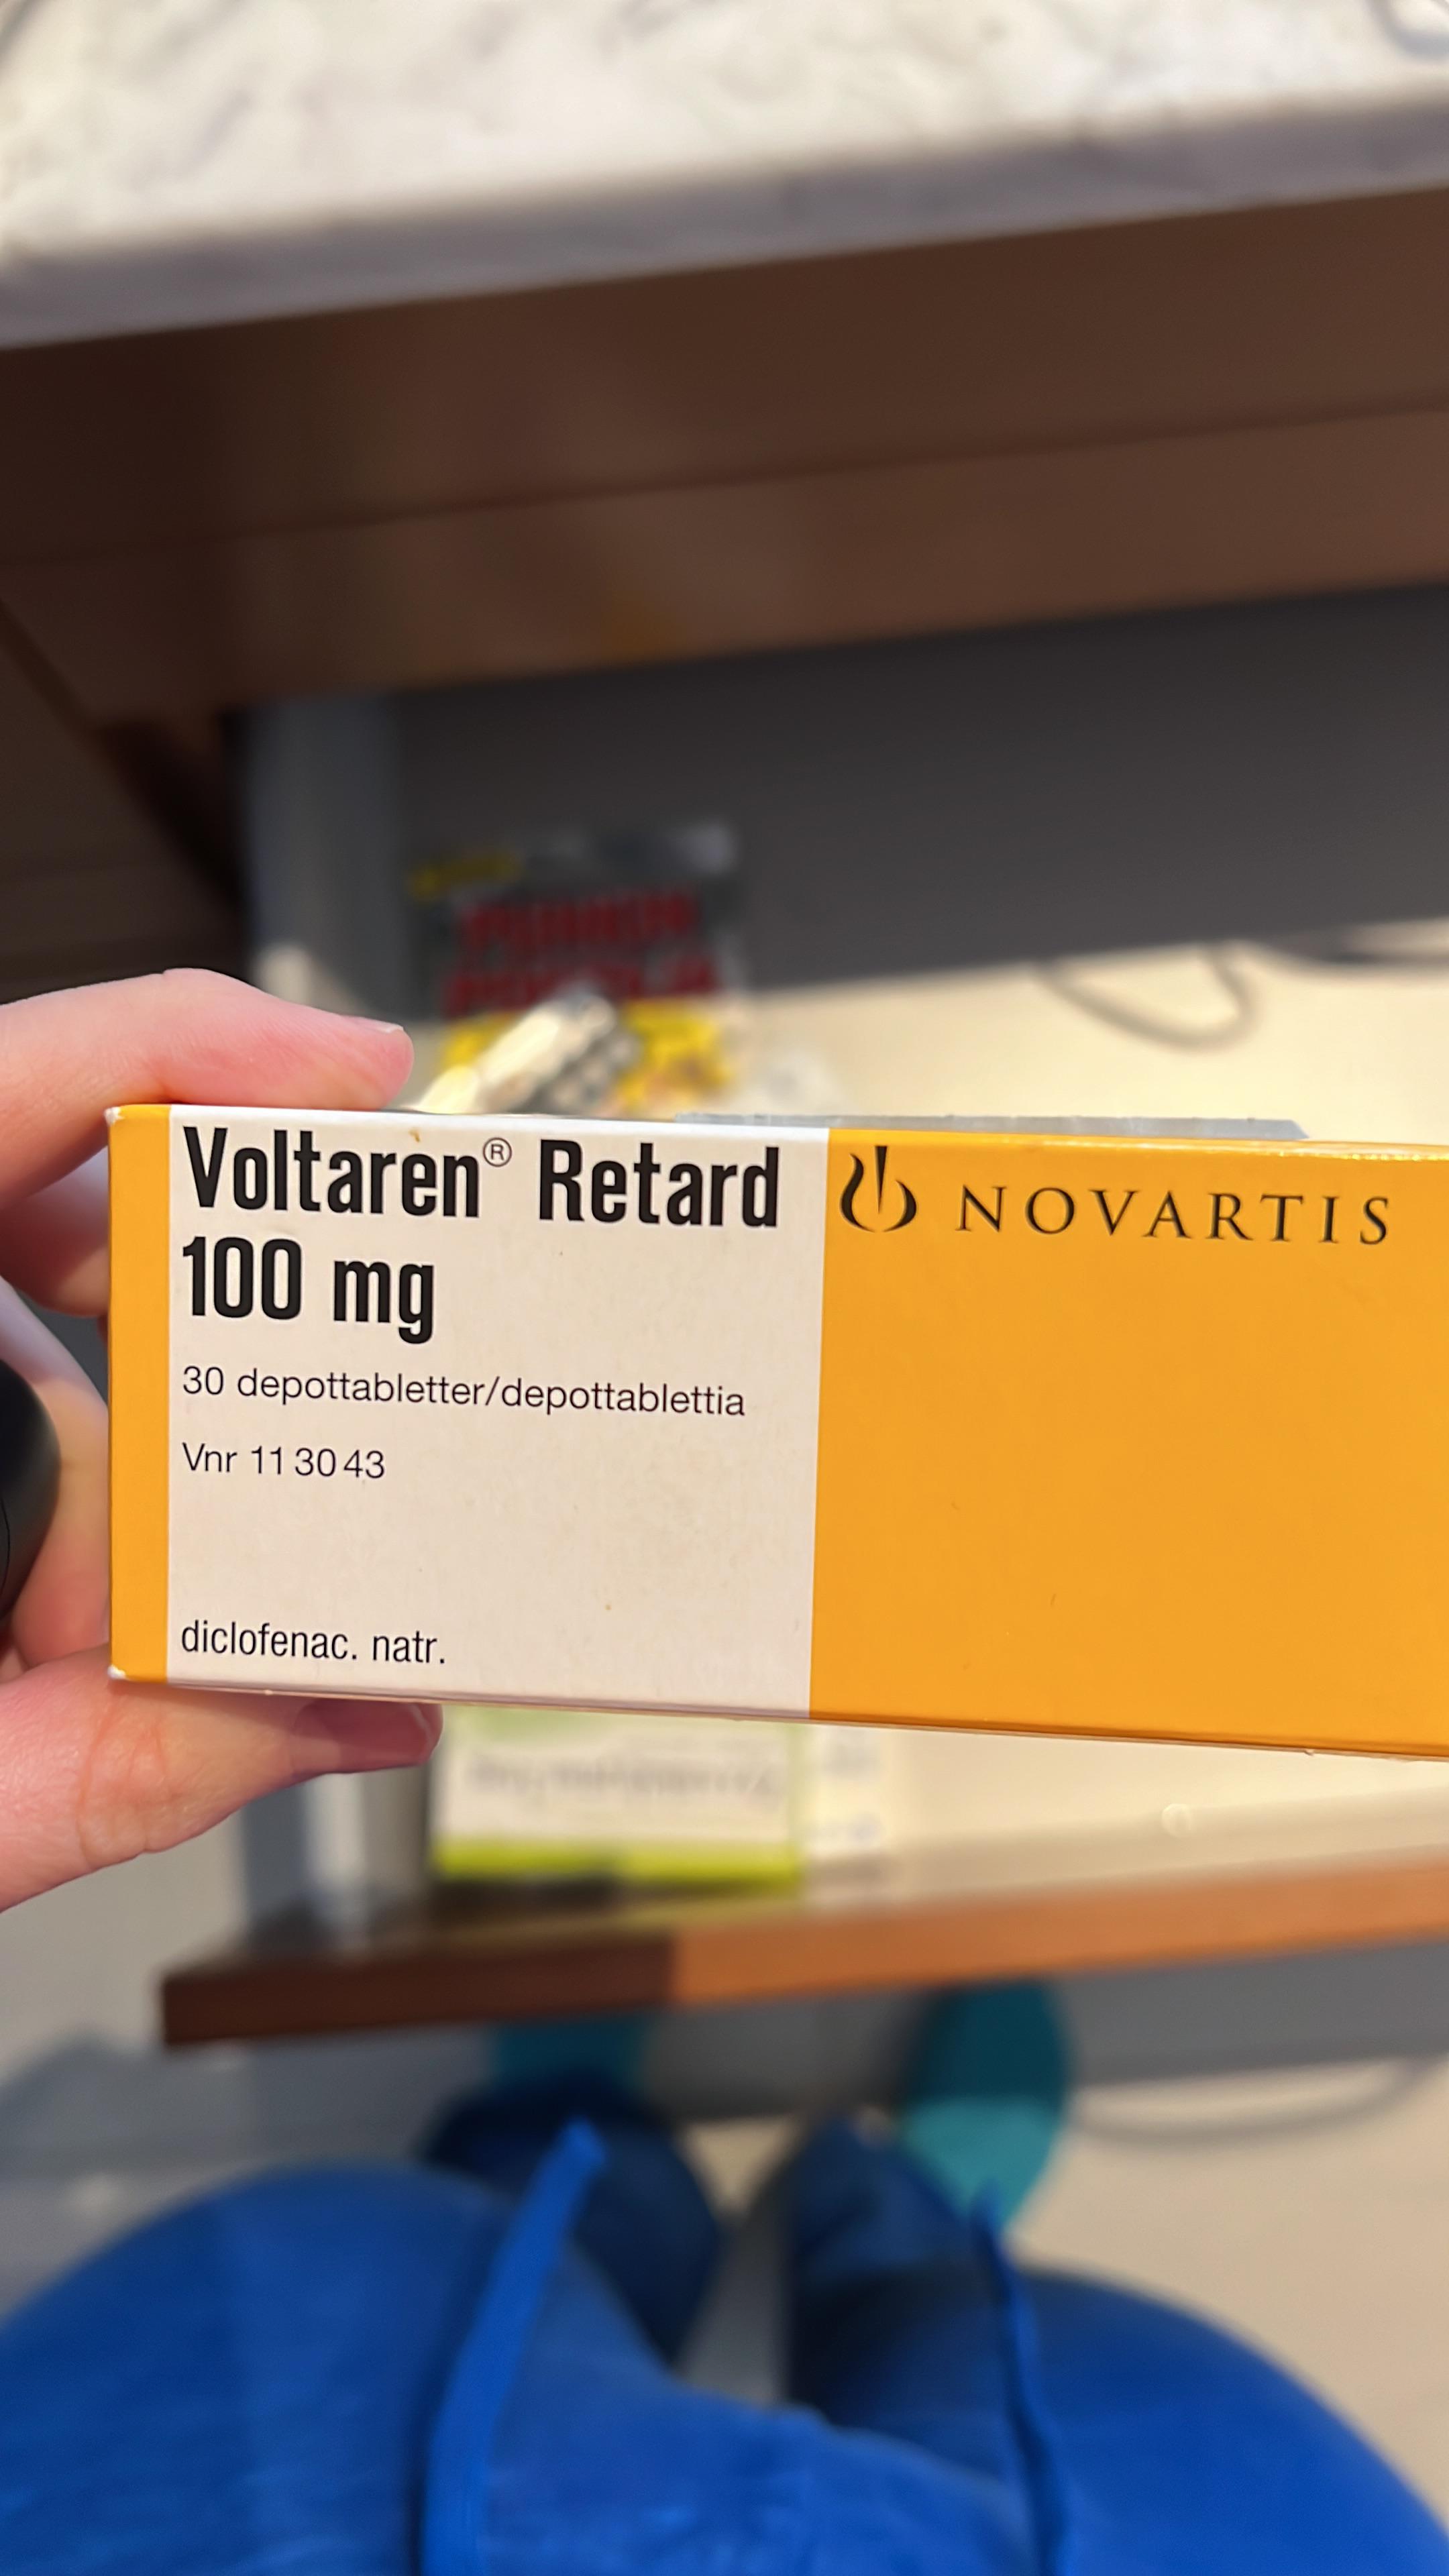 Voltaren® Retard
100 mg
30 depottabletter/depottablettia
Vnr 11 30 43
diclofenac. natr.
NOVARTIS